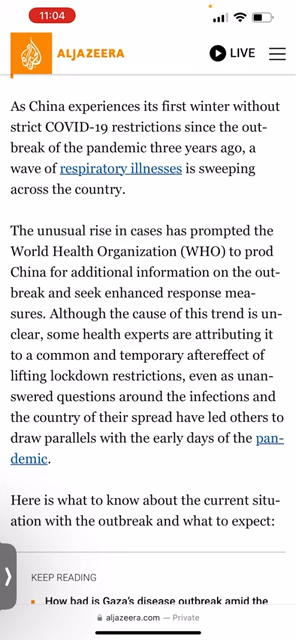 11:04
ALJAZEERA
LIVE
As China experiences its first winter without
strict COVID-19 restrictions since the out-
break of the pandemic three years ago, a
wave of respiratory illnesses is sweeping
across the country.
The unusual rise in cases has prompted the
World Health Organization (WHO) to prod
China for additional information on the out-
break and seek enhanced response mea-
sures. Although the cause of this trend is un-
clear, some health experts are attributing it
to a common and temporary aftereffect of
lifting lockdown restrictions, even as unan-
swered questions around the infections and
the country of their spread have led others to
draw parallels with the early days of the pan-
demic.
Here is what to know about the current situ-
ation with the outbreak and what to expect:
KEEP READING
How bad is Gaza's disease outbreak amid the
aljazeera.com — Private